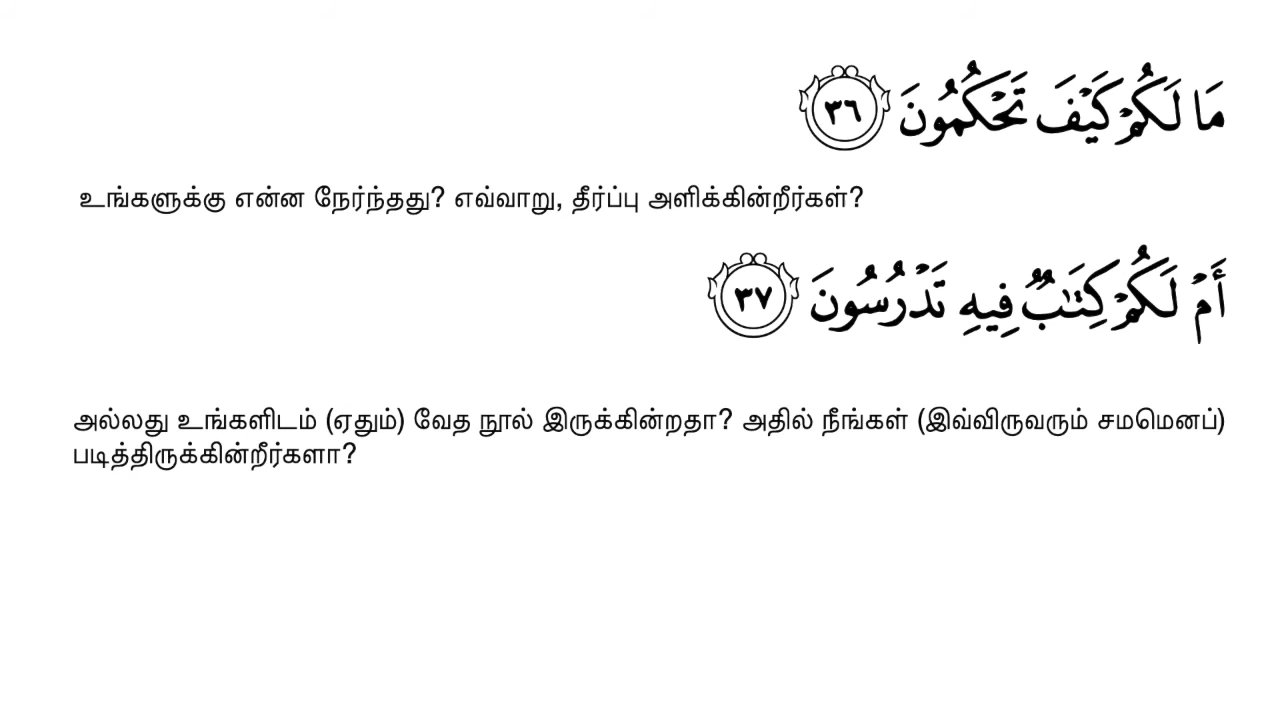 مَا لَكُمْ كَيْفَ تَحْكُمُونَ ٣٦
உங்களுக்கு என்ன நேர்ந்தது? எவ்வாறு, தீர்ப்பு அளிக்கின்றீர்கள்?
أَمْ لَكُمْ كِتَٰبٌ فِيهِ تَدْرُسُونَ ٣٧
அல்லது உங்களிடம் (ஏதும்) வேத நூல் இருக்கின்றதா? அதில் நீங்கள் (இவ்விருவரும் சமமெனப்)
படித்திருக்கின்றீர்களா?